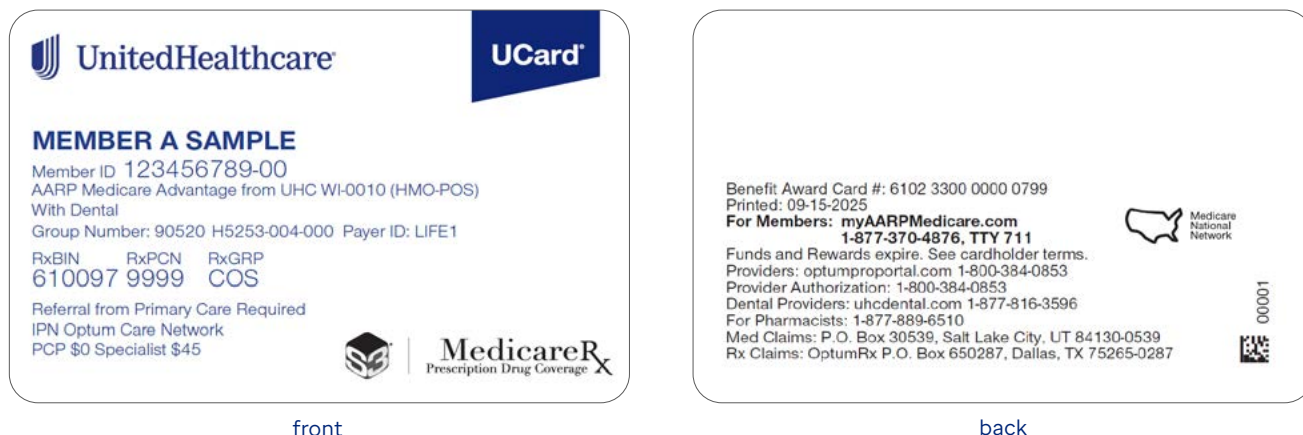 UnitedHealthcare®
UCard®
MEMBER A SAMPLE
Member ID 123456789-00
AARP Medicare Advantage from UHC WI-0010 (HMO-POS)
With Dental
Group Number: 90520 H5253-004-000 Payer ID: LIFE1
RxBIN RxPCN RxGRP
610097 9999 COS
Referral from Primary Care Required
IPN Optum Care Network
PCP $0 Specialist $45
S3
MedicareRx
Prescription Drug Coverage
front
Benefit Award Card #: 6102 3300 0000 0799
Printed: 09-15-2025
For Members: myAARPMedicare.com
1-877-370-4876, TTY 711
Funds and Rewards expire. See cardholder terms.
Providers: optumproportal.com 1-800-384-0853
Provider Authorization: 1-800-384-0853
Dental Providers: uhcdental.com 1-877-816-3596
For Pharmacists: 1-877-889-6510
Med Claims: P.O. Box 30539, Salt Lake City, UT 84130-0539
Rx Claims: OptumRx P.O. Box 650287, Dallas, TX 75265-0287
Medicare
National
Network
00001
back